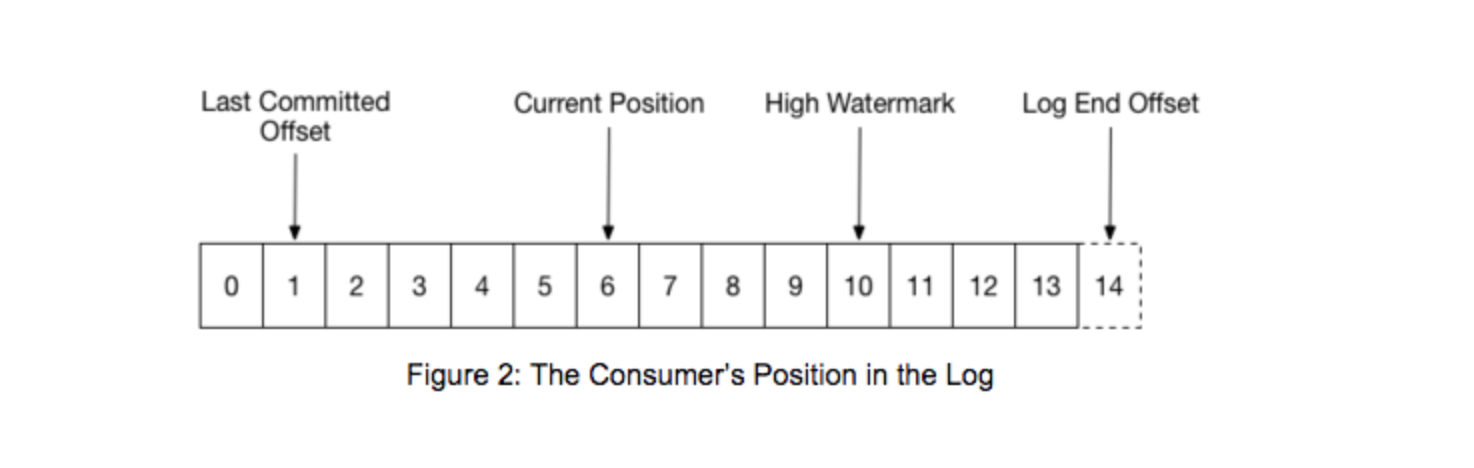 Last Committed
Offset
Current Position
High Watermark
Log End Offset
0 1 2 3 4 5 6 7 8 9 10 11 12 13 14
Figure 2: The Consumer's Position in the Log